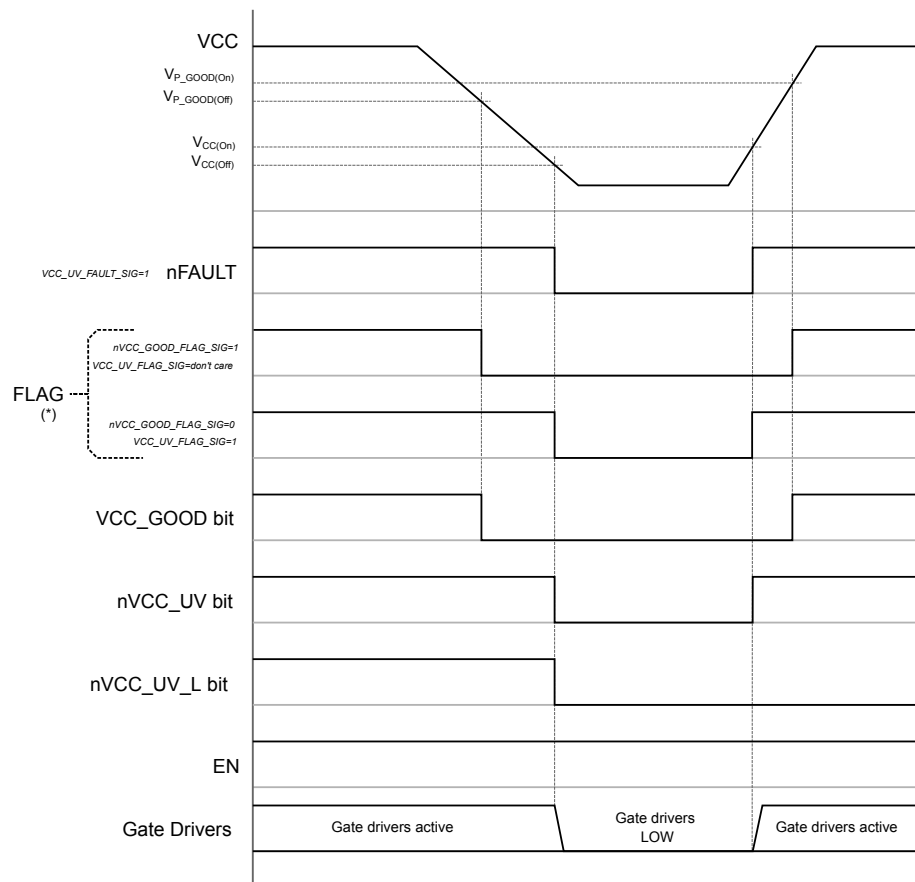 VCC
VP_GOOD(On)
VP_GOOD(Off)
VCC(On)
VCC(Off)
VCC_UV_FAULT_SIG=1 nFAULT
nVCC_GOOD_FLAG_SIG=1
VCC_UV_FLAG_SIG=don't care
FLAG
(*)
nVCC_GOOD_FLAG_SIG=0
VCC_UV_FLAG_SIG=1
VCC_GOOD bit
nVCC_UV bit
nVCC_UV_L bit
EN
Gate Drivers
Gate drivers active
Gate drivers
LOW
Gate drivers active